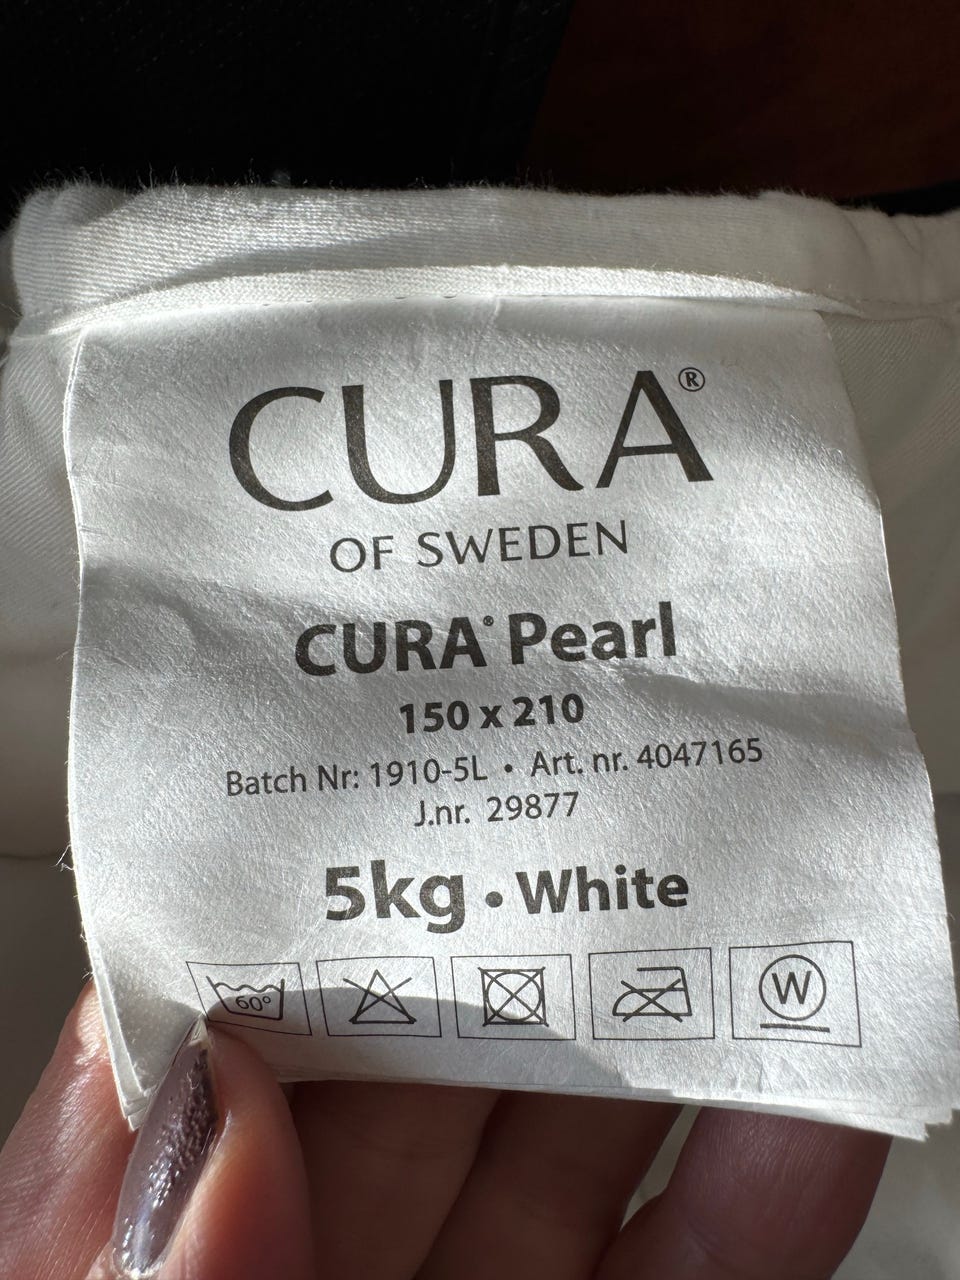 CURA®
OF SWEDEN
CURA® Pearl
150 x 210
Batch Nr: 1910-5L • Art. nr. 4047165
J.nr. 29877
5kg • White
60° W